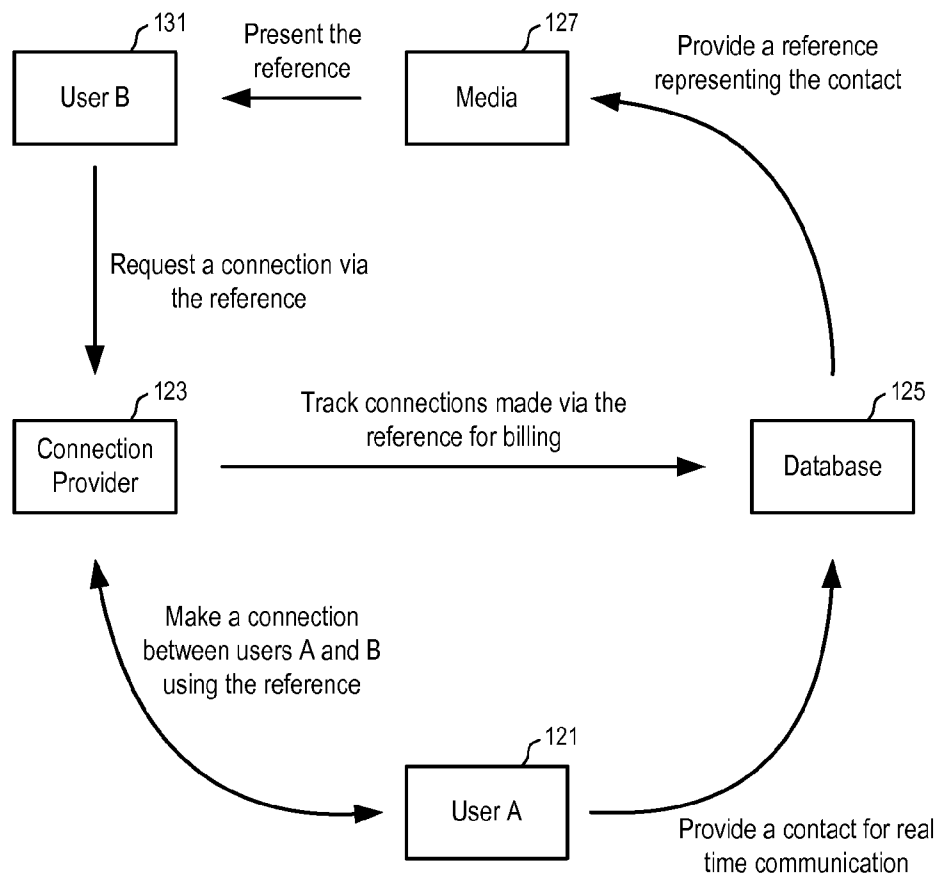 131
User B
Present the
reference
127
Media
Provide a reference
representing the contact
Request a connection via
the reference
123
Connection
Provider
Track connections made via the
reference for billing
125
Database
Make a connection
between users A and B
using the reference
121
User A
Provide a contact for real
time communication